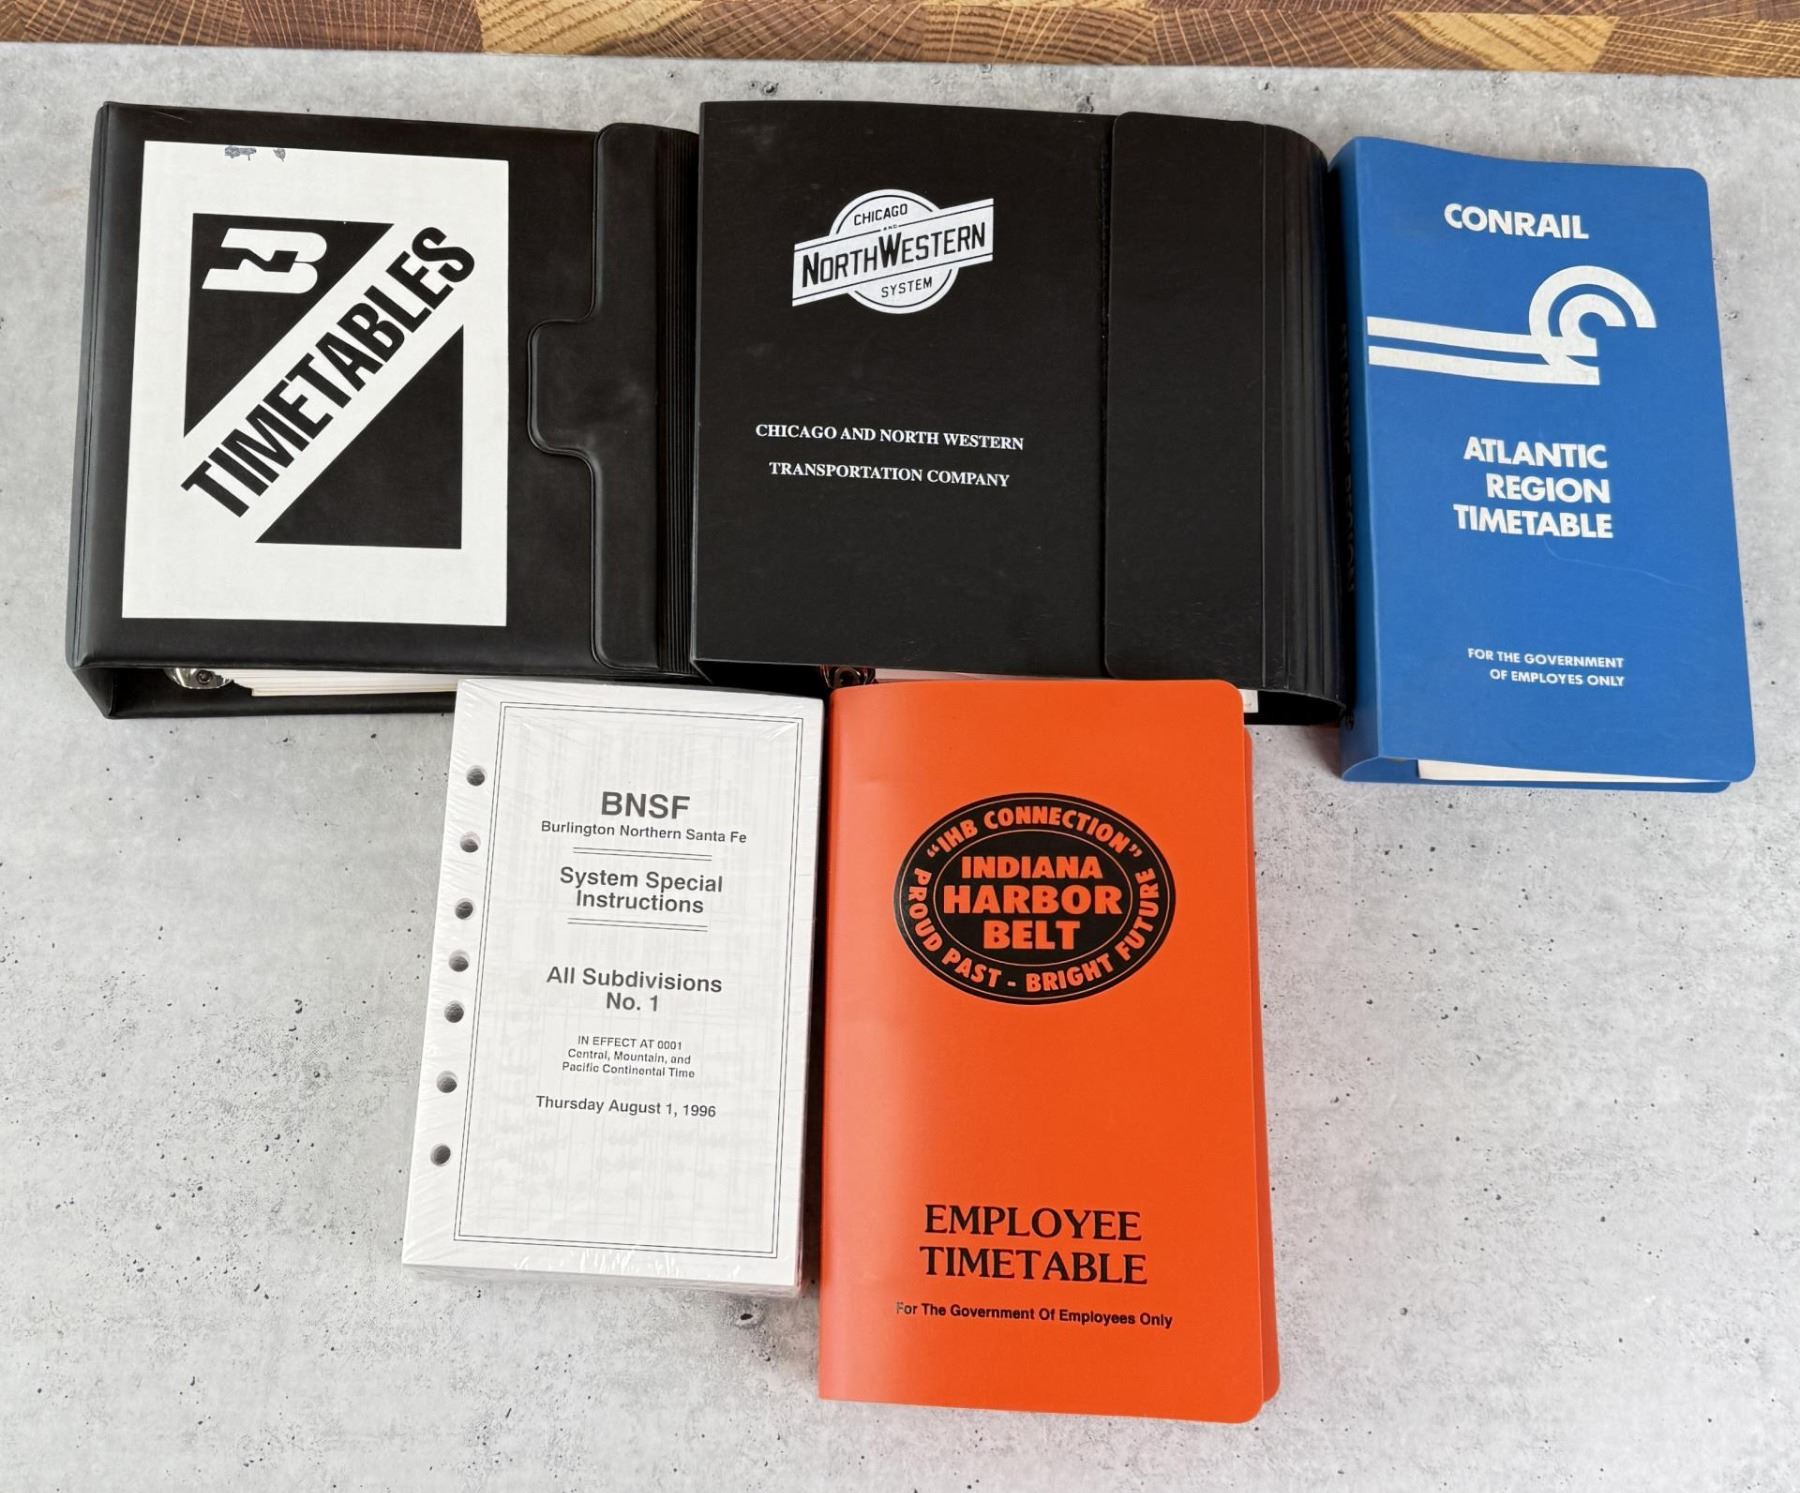 TIMETABLES
CHICAGO
AND
NORTHWESTERN
SYSTEM
CHICAGO AND NORTH WESTERN
TRANSPORTATION COMPANY
CONRAIL
ATLANTIC
REGION
TIMETABLE
FOR THE GOVERNMENT
OF EMPLOYES ONLY
BNSF
Burlington Northern Santa Fe
System Special
Instructions
All Subdivisions
No. 1
IN EFFECT AT 0001
Central, Mountain, and
Pacific Continental Time
Thursday August 1, 1996
"IHB CONNECTION"
INDIANA
HARBOR
BELT
PROUD PAST - BRIGHT FUTURE
EMPLOYEE
TIMETABLE
For The Government Of Employees Only